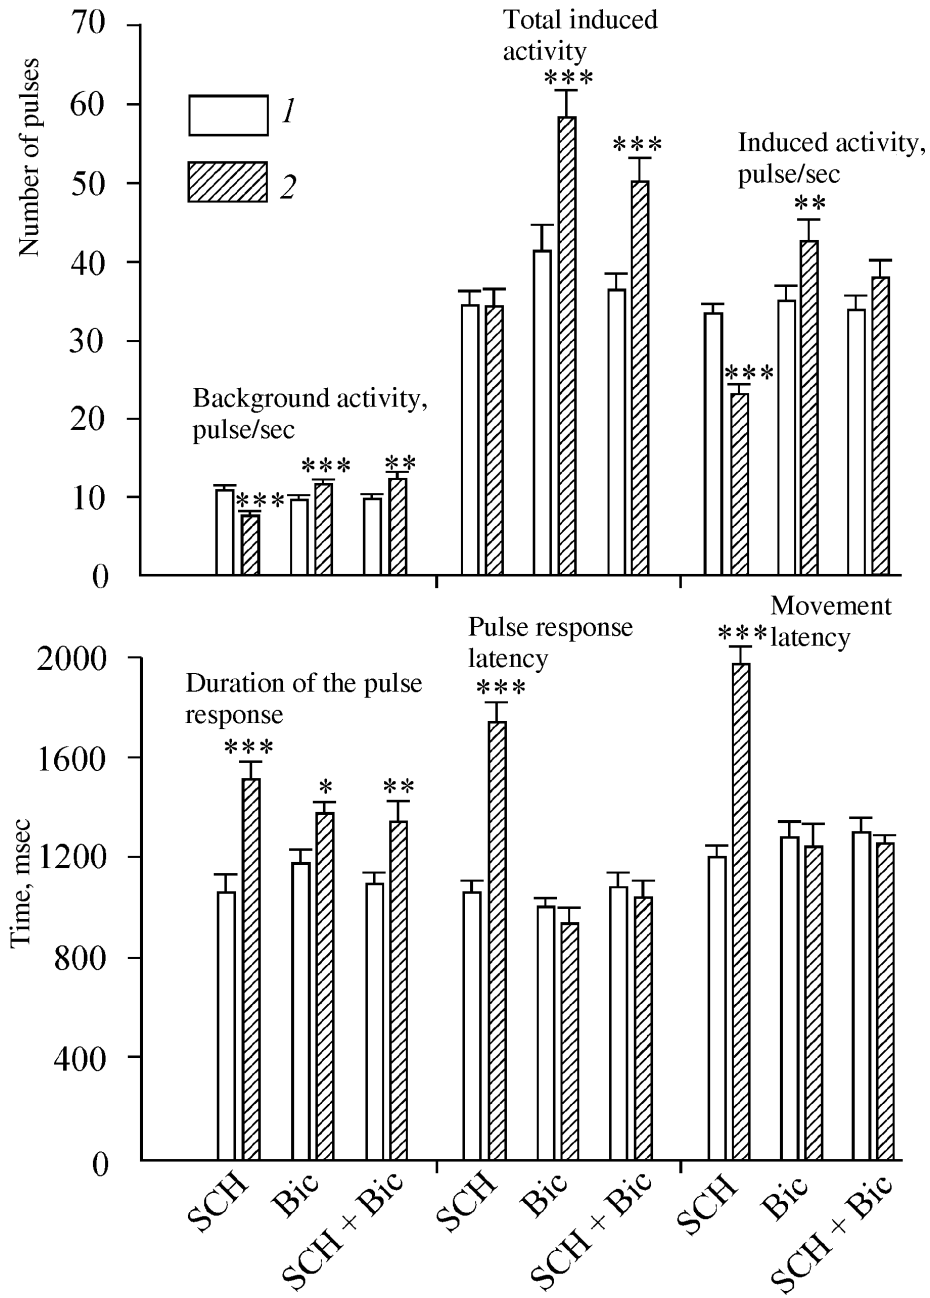 Number of pulses
70
60
50
40
30
20
10
0
1
2
Total induced
activity
***
***
Induced activity,
pulse/sec
**
***
Background activity,
pulse/sec
***
***
**
Time, msec
2000
1600
1200
800
400
0
Duration of the pulse
response
***
*
**
Pulse response
latency
***
Movement
latency
***
SCH
Bic
SCH + Bic
SCH
Bic
SCH + Bic
SCH
Bic
SCH + Bic